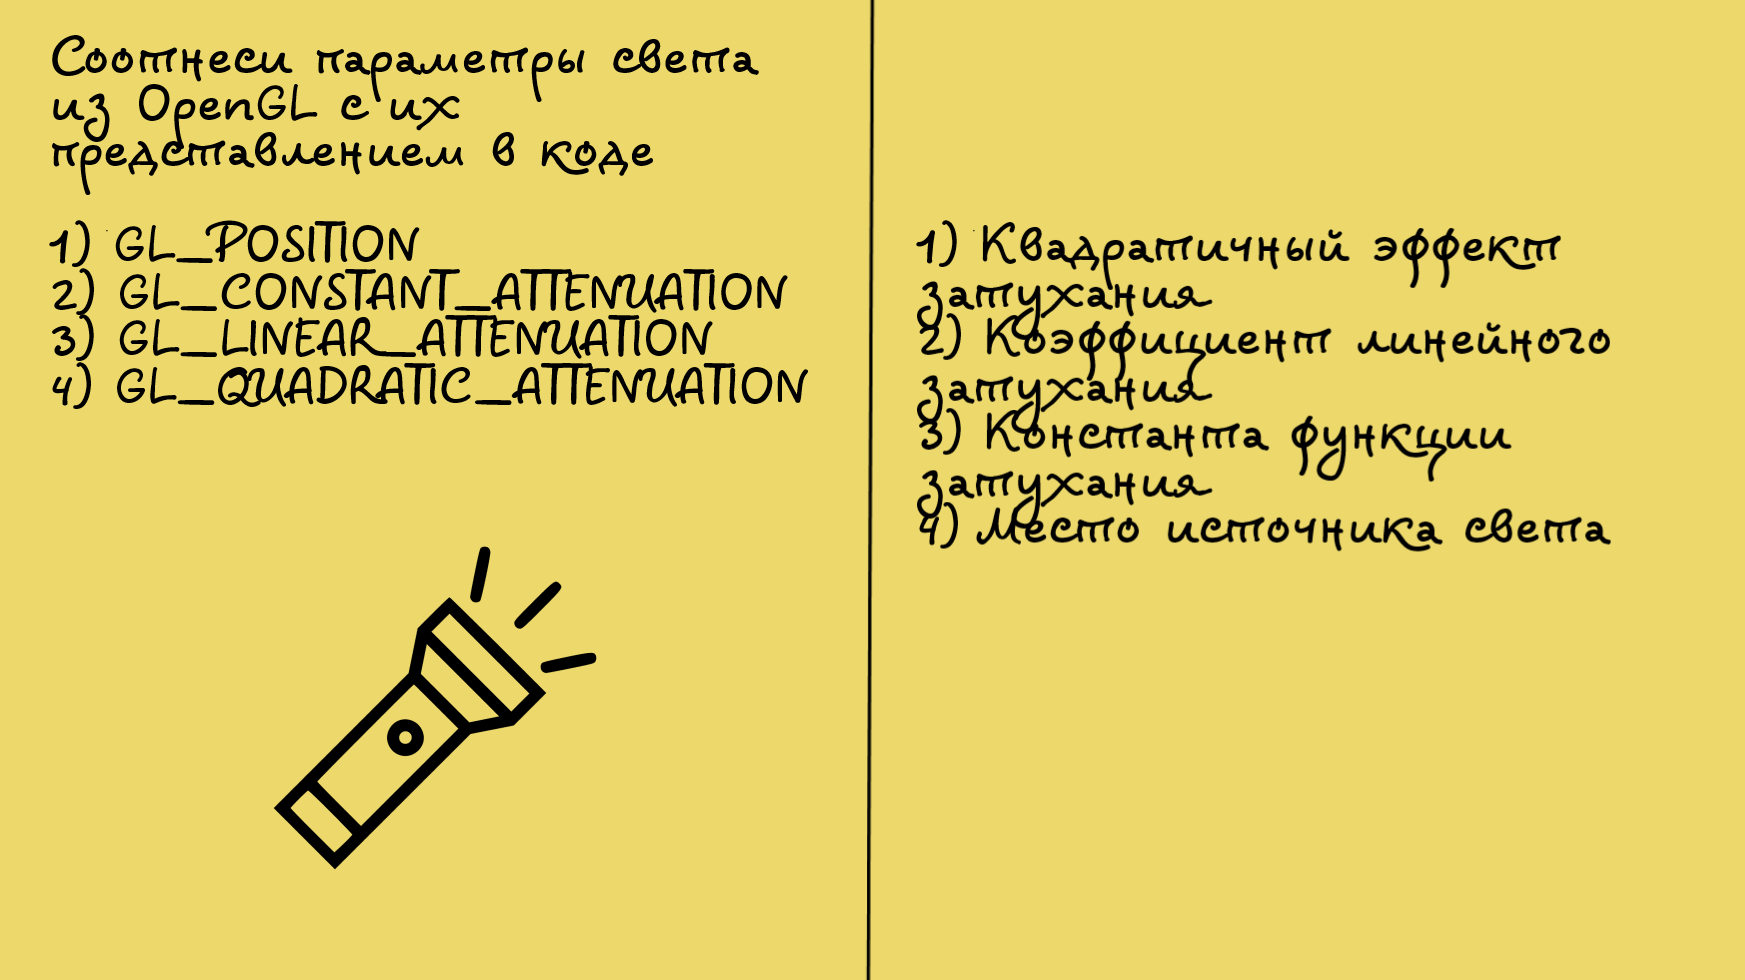 Соотнеси параметры света
из OpenGL с их
представлением в коде
1) GL_POSITION
2) GL_CONSTANT_ATTENUATION
3) GL_LINEAR_ATTENUATION
4) GL_QUADRATIC_ATTENUATION
1) Квадратичный эффект
затухания
2) Коэффициент линейного
затухания
3) Константа функции
затухания
4) Место источника света